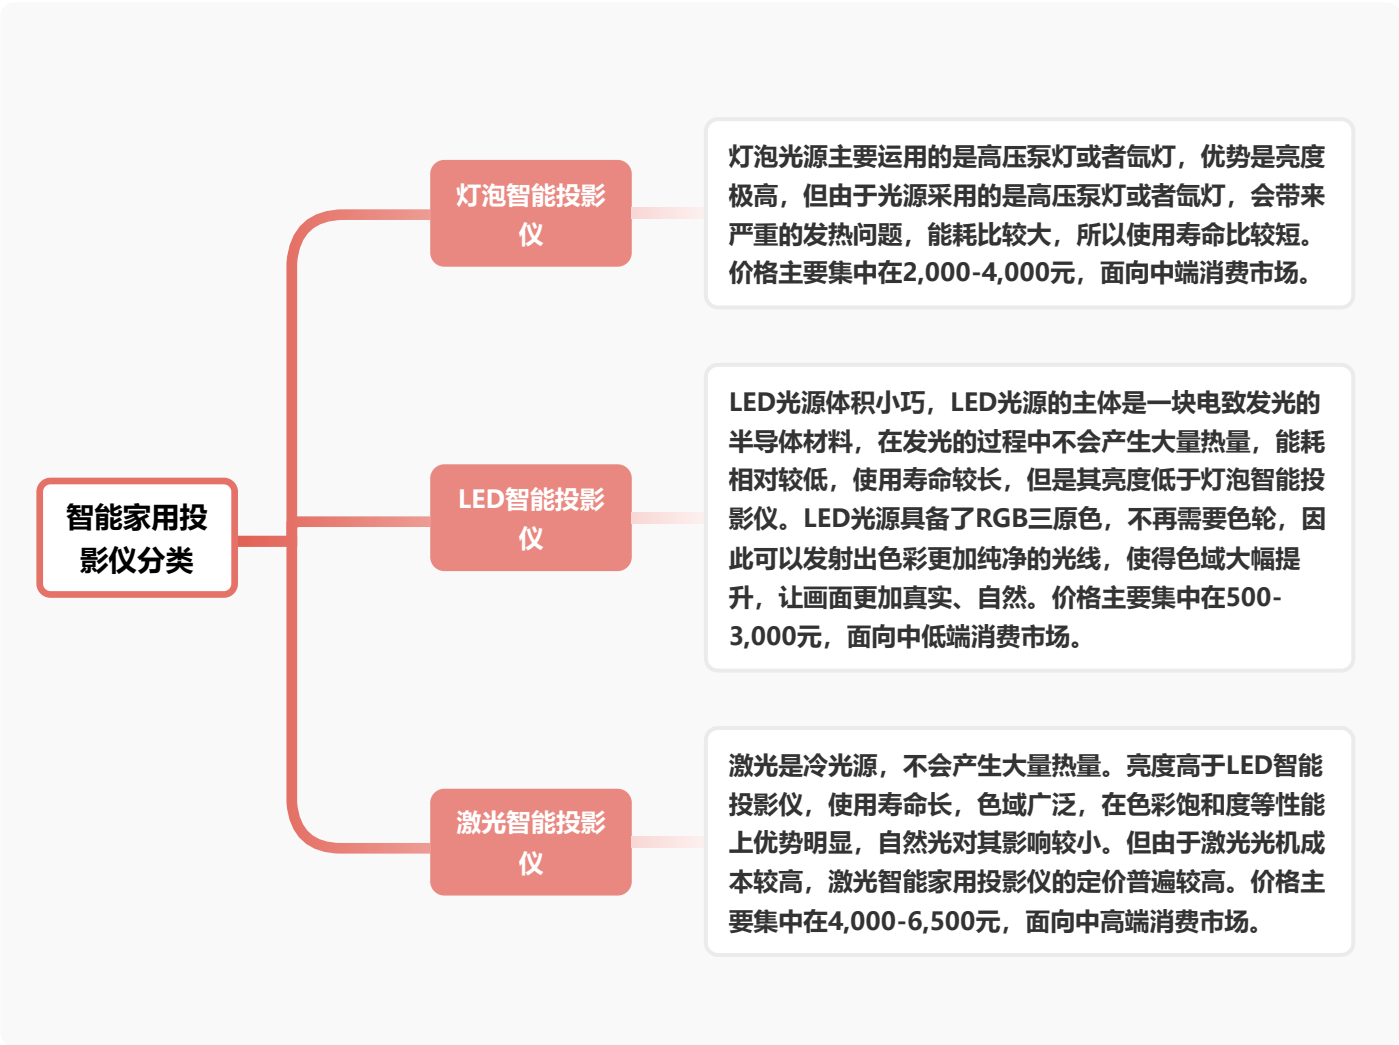 智能家用投
影仪分类
灯泡智能投影
仪
灯泡光源主要运用的是高压泵灯或者氙灯，优势是亮度
极高，但由于光源采用的是高压泵灯或者氙灯，会带来
严重的发热问题，能耗比较大，所以使用寿命比较短。
价格主要集中在2,000-4,000元，面向中端消费市场。
LED智能投影
仪
LED光源体积小巧，LED光源的主体是一块电致发光的
半导体材料，在发光的过程中不会产生大量热量，能耗
相对较低，使用寿命较长，但是其亮度低于灯泡智能投
影仪。LED光源具备了RGB三原色，不再需要色轮，因
此可以发射出色彩更加纯净的光线，使得色域大幅提
升，让画面更加真实、自然。价格主要集中在500-
3,000元，面向中低端消费市场。
激光智能投影
仪
激光是冷光源，不会产生大量热量。亮度高于LED智能
投影仪，使用寿命长，色域广泛，在色彩饱和度等性能
上优势明显，自然光对其影响较小。但由于激光光机成
本较高，激光智能家用投影仪的定价普遍较高。价格主
要集中在4,000-6,500元，面向中高端消费市场。